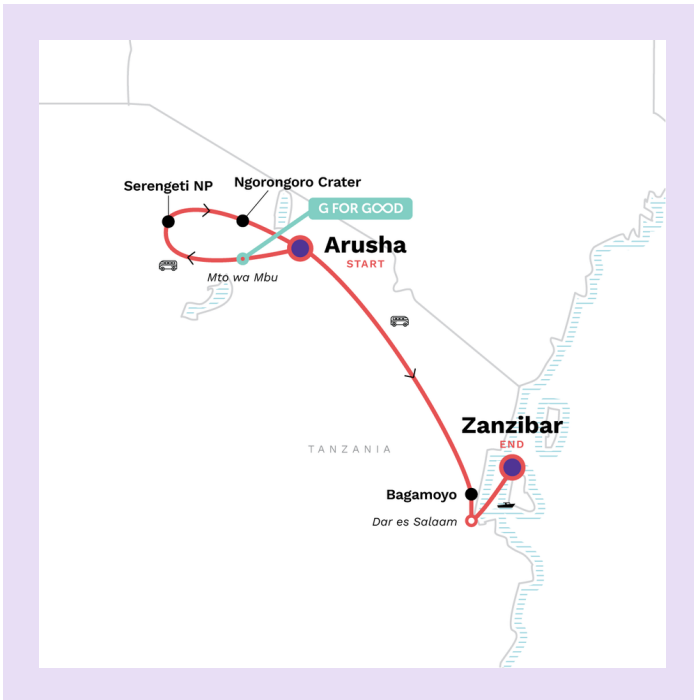 Serengeti NP
Ngorongoro Crater
G FOR GOOD
Arusha
START
Mto wa Mbu
TANZANIA
Zanzibar
END
Bagamoyo
Dar es Salaam